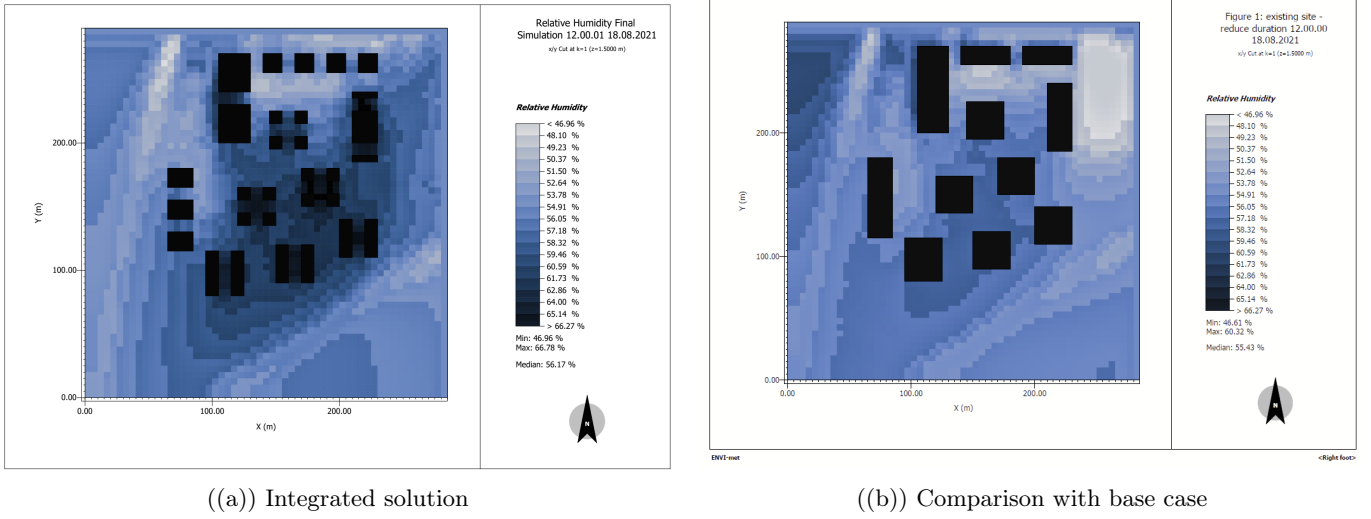 Relative Humidity Final
Simulation 12.00.01 18.08.2021
x/y Cut at k=1 (z=1.5000 m)
Relative Humidity
< 46.96 %
48.10 %
49.23 %
50.37 %
51.50 %
52.64 %
53.78 %
54.91 %
56.05 %
57.18 %
58.32 %
59.46 %
60.59 %
61.73 %
62.86 %
64.00 %
65.14 %
> 66.27 %
Min: 46.96 %
Max: 66.78 %
Median: 56.17 %
N
200.00
100.00
0.00
Y (m)
0.00 100.00 200.00
X (m)
((a)) Integrated solution
Figure 1: existing site -
reduce duration 12.00.00
18.08.2021
x/y Cut at k=1 (z=1.5000 m)
Relative Humidity
< 46.96 %
48.10 %
49.23 %
50.37 %
51.50 %
52.64 %
53.78 %
54.91 %
56.05 %
57.18 %
58.32 %
59.46 %
60.59 %
61.73 %
62.86 %
64.00 %
65.14 %
> 66.27 %
Min: 46.61 %
Max: 60.32 %
Median: 55.43 %
N
200.00
100.00
0.00
Y (m)
0.00 100.00 200.00
X (m)
ENVI-met
<Right foot>
((b)) Comparison with base case